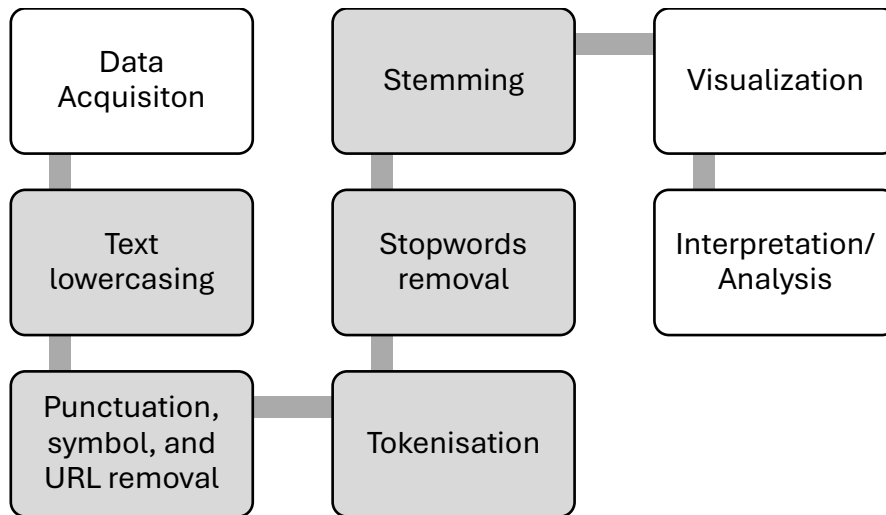 Data
Acquisiton
Text
lowercasing
Punctuation,
symbol, and
URL removal
Tokenisation
Stopwords
removal
Stemming
Visualization
Interpretation/
Analysis